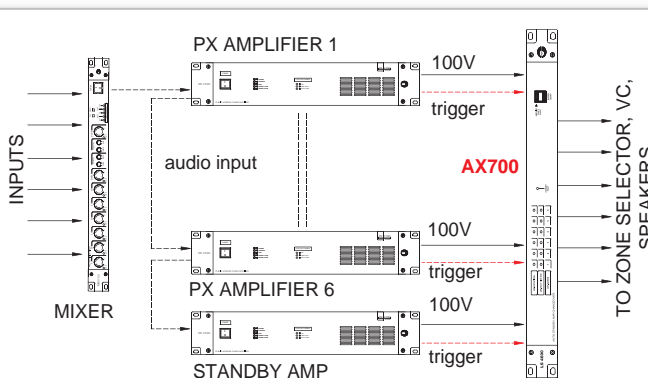 PX AMPLIFIER 1
100V
trigger
INPUTS
audio input
AX700
TO ZONE SELECTOR, VC,
SPEAKERS
100V
trigger
PX AMPLIFIER 6
MIXER
100V
trigger
STANDBY AMP